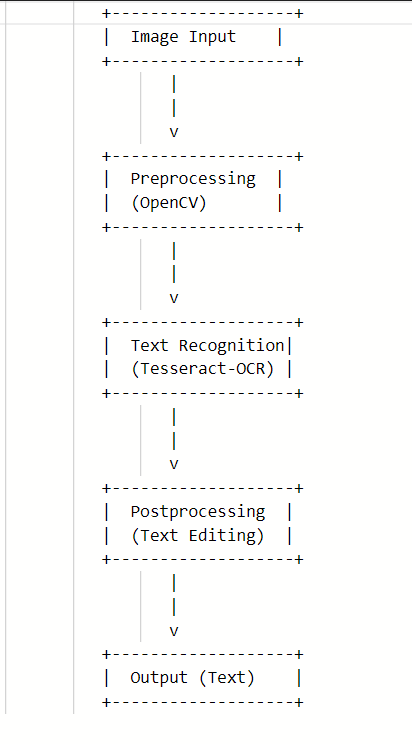 +-------------------+
|  Image Input    |
+-------------------+
|
|
v
+-------------------+
|  Preprocessing  |
|  (OpenCV)       |
+-------------------+
|
|
v
+-------------------+
|  Text Recognition|
|  (Tesseract-OCR) |
+-------------------+
|
|
v
+-------------------+
|  Postprocessing  |
|  (Text Editing)  |
+-------------------+
|
|
v
+-------------------+
|  Output (Text)    |
+-------------------+